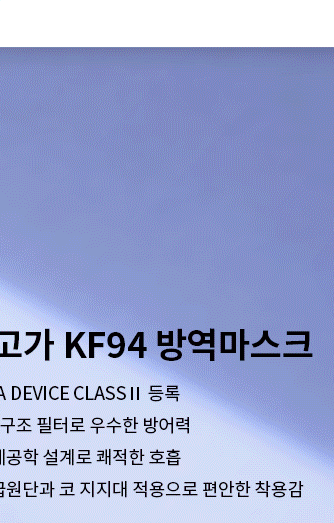 고가 KF94 방역마스크
A DEVICE CLASS II 등록
구조 필터로 우수한 방어력
공학 설계로 쾌적한 호흡
급원단과 코 지지대 적용으로 편안한 착용감